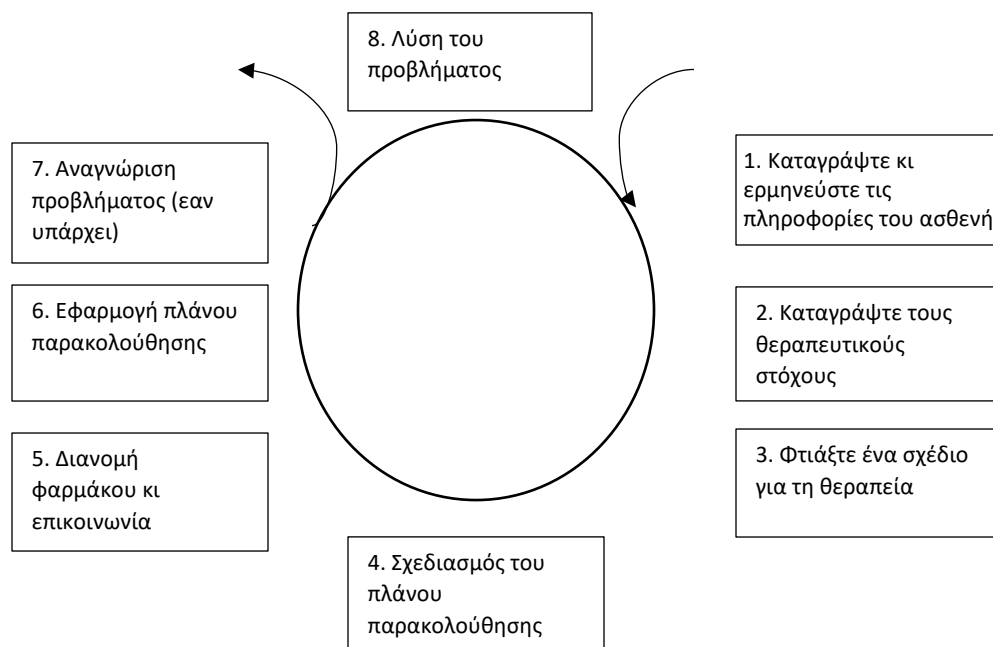 8. Λύση του
προβλήματος
1. Καταγράψτε κι
ερμηνεύστε τις
πληροφορίες του ασθενή
2. Καταγράψτε τους
θεραπευτικούς
στόχους
3. Φτιάξτε ένα σχέδιο
για τη θεραπεία
4. Σχεδιασμός του
πλάνου
παρακολούθησης
5. Διανομή
φαρμάκου κι
επικοινωνία
6. Εφαρμογή πλάνου
παρακολούθησης
7. Αναγνώριση
προβλήματος (εαν
υπάρχει)